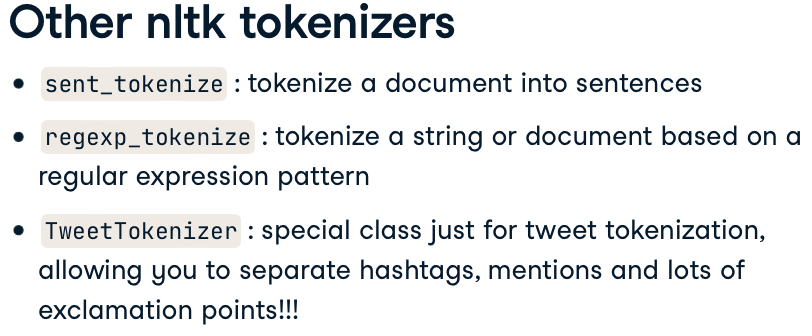 Other nltk tokenizers
• sent_tokenize : tokenize a document into sentences
• regexp_tokenize : tokenize a string or document based on a
regular expression pattern
• TweetTokenizer : special class just for tweet tokenization,
allowing you to separate hashtags, mentions and lots of
exclamation points!!!